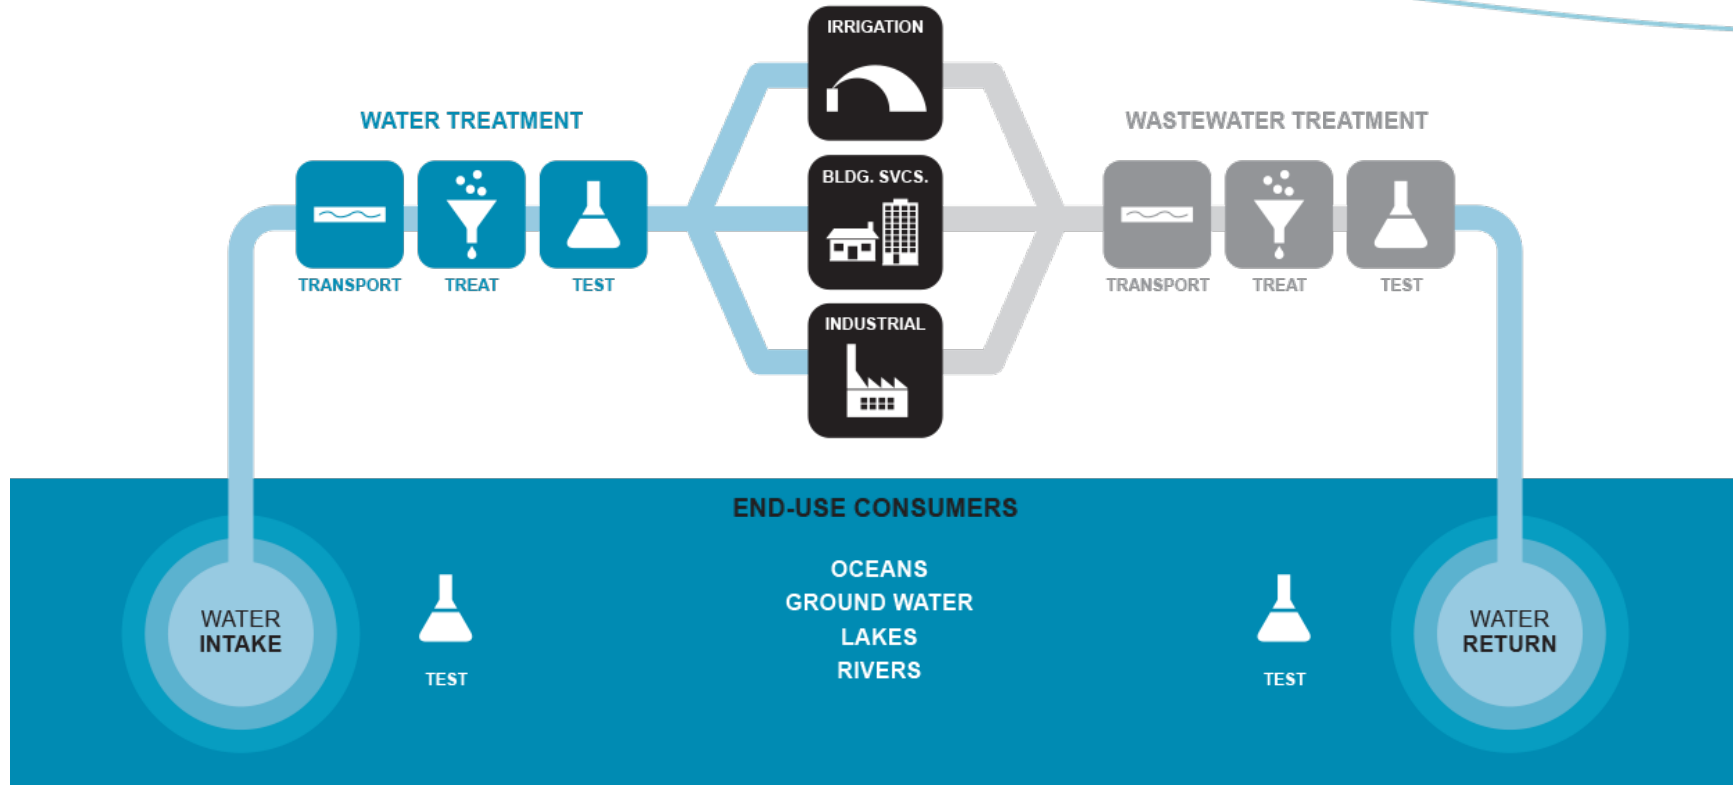 IRRIGATION
WATER TREATMENT
WASTEWATER TREATMENT
BLDG. SVCS.
TRANSPORT
TREAT
TEST
TRANSPORT
TREAT
TEST
INDUSTRIAL
END-USE CONSUMERS
OCEANS
GROUND WATER
LAKES
RIVERS
WATER
INTAKE
TEST
TEST
WATER
RETURN